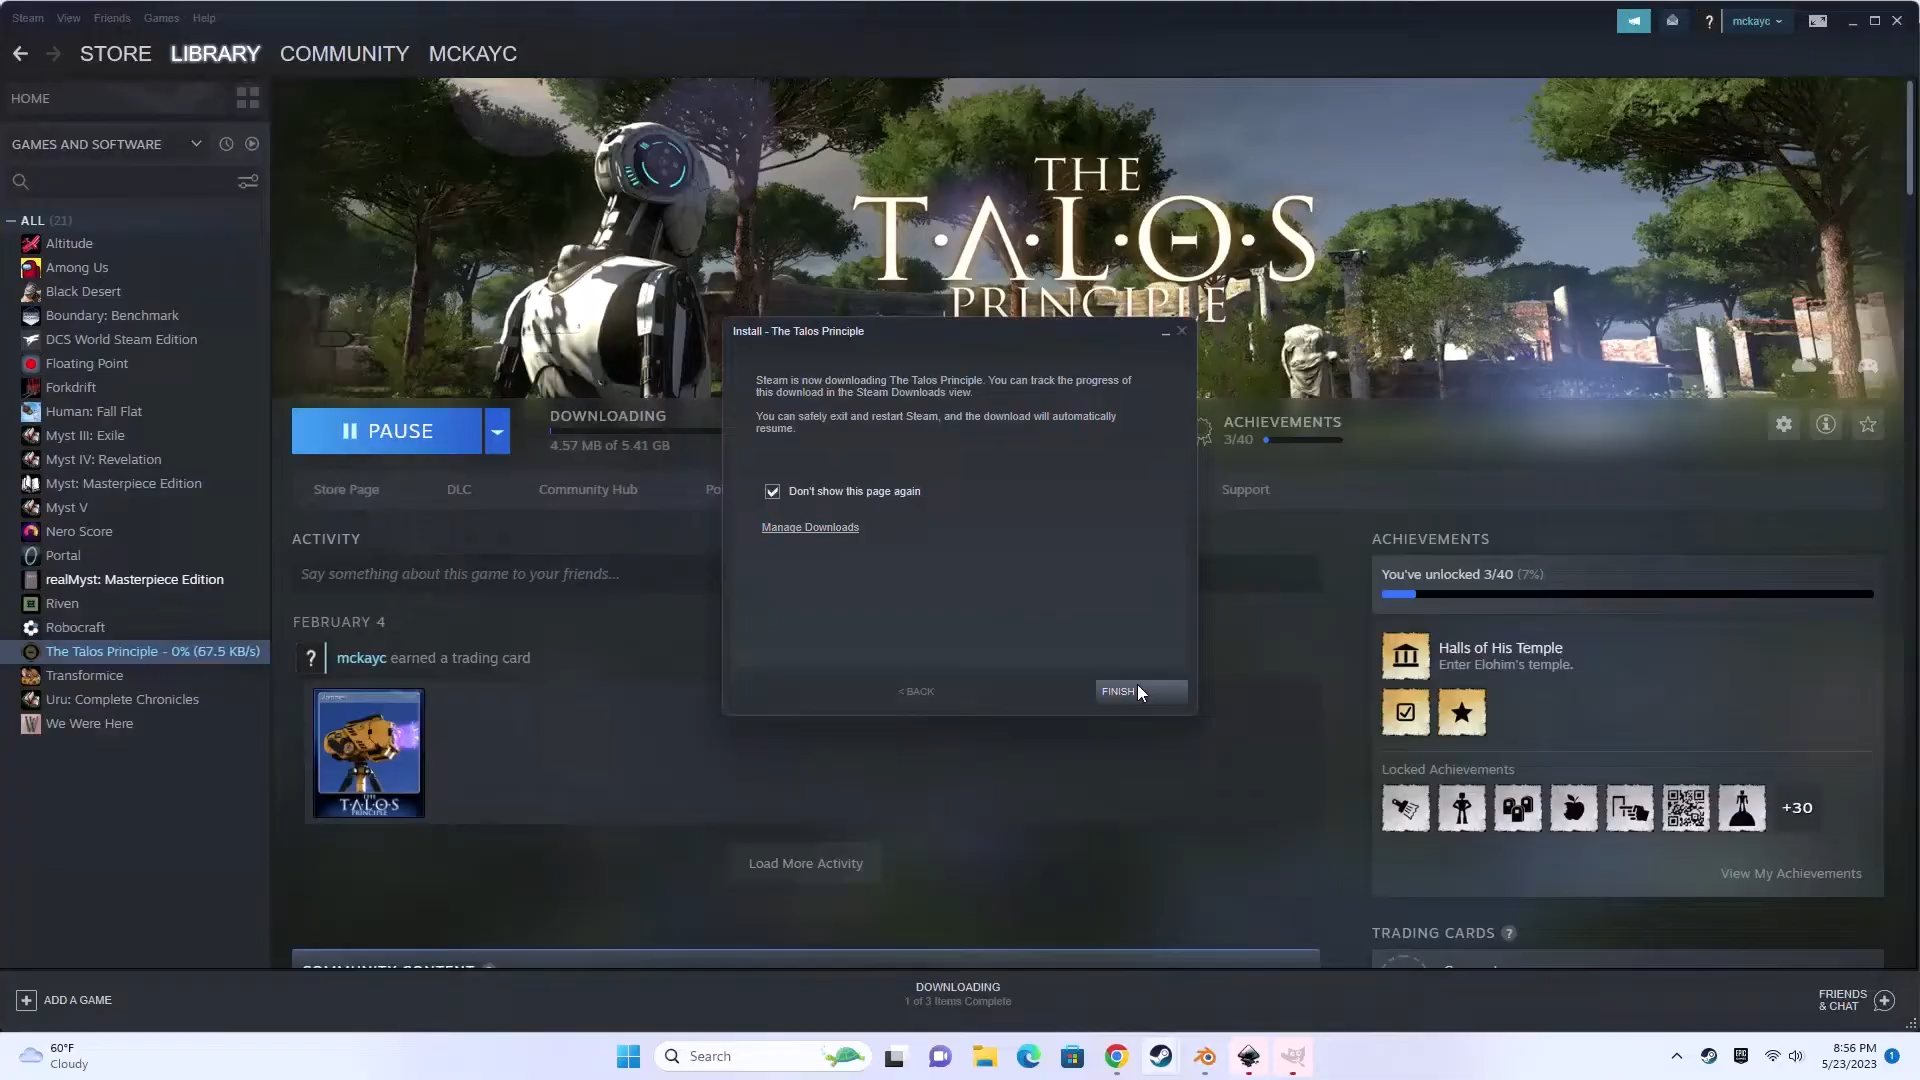 Steam View Friends Games Help
mckayc
STORE LIBRARY COMMUNITY MCKAYC
HOME
GAMES AND SOFTWARE
ALL (21)
Altitude
Among Us
Black Desert
Boundary: Benchmark
DCS World Steam Edition
Floating Point
Forkdrift
Human: Fall Flat
Myst III: Exile
Myst IV: Revelation
Myst: Masterpiece Edition
Myst V
Nero Score
Portal
realMyst: Masterpiece Edition
Riven
Robocraft
The Talos Principle - 0% (67.5 KB/s)
Transformice
Uru: Complete Chronicles
We Were Here
ADD A GAME
THE
TALOS
PRINCIPLE
PAUSE
DOWNLOADING
4.57 MB of 5.41 GB
ACHIEVEMENTS
3/40
Store Page DLC Community Hub Po Support
Install - The Talos Principle
Steam is now downloading The Talos Principle. You can track the progress of
this download in the Steam Downloads view.
You can safely exit and restart Steam, and the download will automatically
resume.
Don't show this page again
Manage Downloads
< BACK
FINISH
ACTIVITY
Say something about this game to your friends...
FEBRUARY 4
mckayc earned a trading card
THE
TALOS
PRINCIPLE
Load More Activity
ACHIEVEMENTS
You've unlocked 3/40 (7%)
Halls of His Temple
Enter Elohim's temple.
Locked Achievements
+30
View My Achievements
TRADING CARDS ?
DOWNLOADING
1 of 3 Items Complete
FRIENDS
& CHAT
60°F
Cloudy
Search
8:56 PM
5/23/2023
1